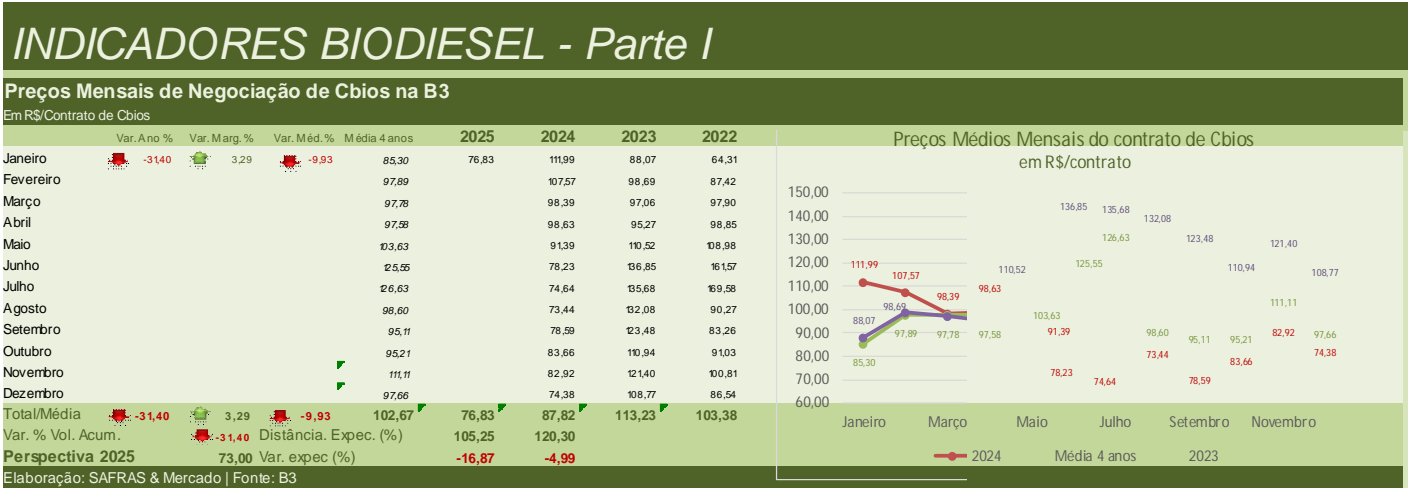 INDICADORES BIODIESEL - Parte I
Preços Mensais de Negociação de Cbios na B3
Em R$/Contrato de Cbios
Var. Ano % Var. Marg. % Var. Méd. % Média 4 anos 2025 2024 2023 2022
Janeiro -31,40 3,29 -9,93 85,30 76,83 111,99 88,07 64,31
Fevereiro 97,89 107,57 98,69 87,42
Março 97,78 98,39 97,06 97,90
Abril 97,58 98,63 95,27 98,85
Maio 103,63 91,39 110,52 108,98
Junho 125,55 78,23 136,85 161,57
Julho 126,63 74,64 135,68 169,58
Agosto 98,60 73,44 132,08 90,27
Setembro 95,11 78,59 123,48 83,26
Outubro 95,21 83,66 110,94 91,03
Novembro 111,11 82,92 121,40 100,81
Dezembro 97,66 74,38 108,77 86,54
Total/Média -31,40 3,29 -9,93 102,67 76,83 87,82 113,23 103,38
Var. % Vol. Acum. -31,40 Distância. Expec. (%) 105,25 120,30
Perspectiva 2025 73,00 Var. expec (%) -16,87 -4,99
Elaboração: SAFRAS & Mercado | Fonte: B3
Preços Médios Mensais do contrato de Cbios
em R$/contrato
150,00
140,00
130,00
120,00
110,00
100,00
90,00
80,00
70,00
60,00
136,85 135,68 132,08 123,48 121,40
126,63
125,55
110,52 110,94 108,77
111,99 107,57 98,39 98,63
88,07 98,69
103,63 111,11
91,39 82,92
85,30 97,89 97,78 97,58 98,60 95,11 95,21 97,66
78,23 74,64 73,44 78,59 83,66 74,38
Janeiro Março Maio Julho Setembro Novembro
2024 Média 4 anos 2023